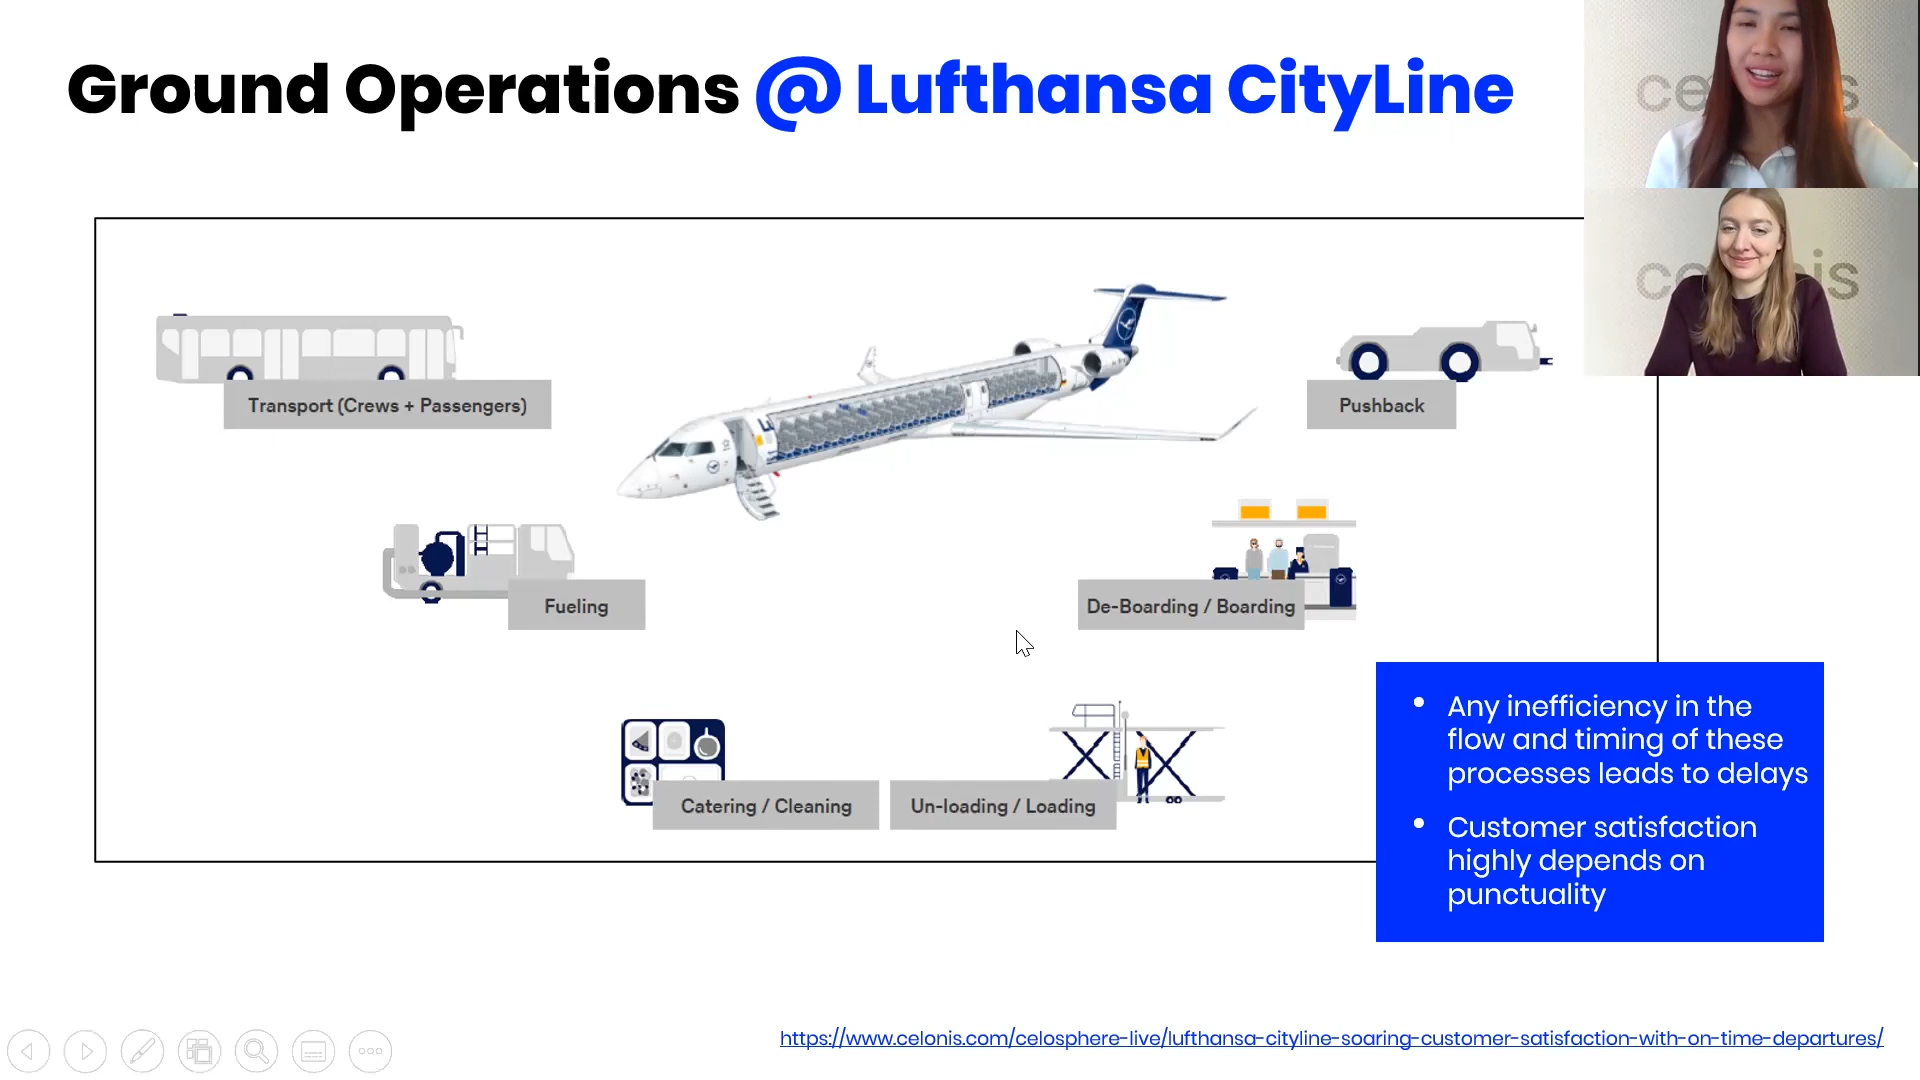 Ground Operations @ Lufthansa CityLine
Transport (Crews + Passengers)
Pushback
Fueling
De-Boarding / Boarding
Catering / Cleaning
Un-loading / Loading
• Any inefficiency in the
flow and timing of these
processes leads to delays
• Customer satisfaction
highly depends on
punctuality
https://www.celonis.com/celosphere-live/lufthansa-cityline-soaring-customer-satisfaction-with-on-time-departures/